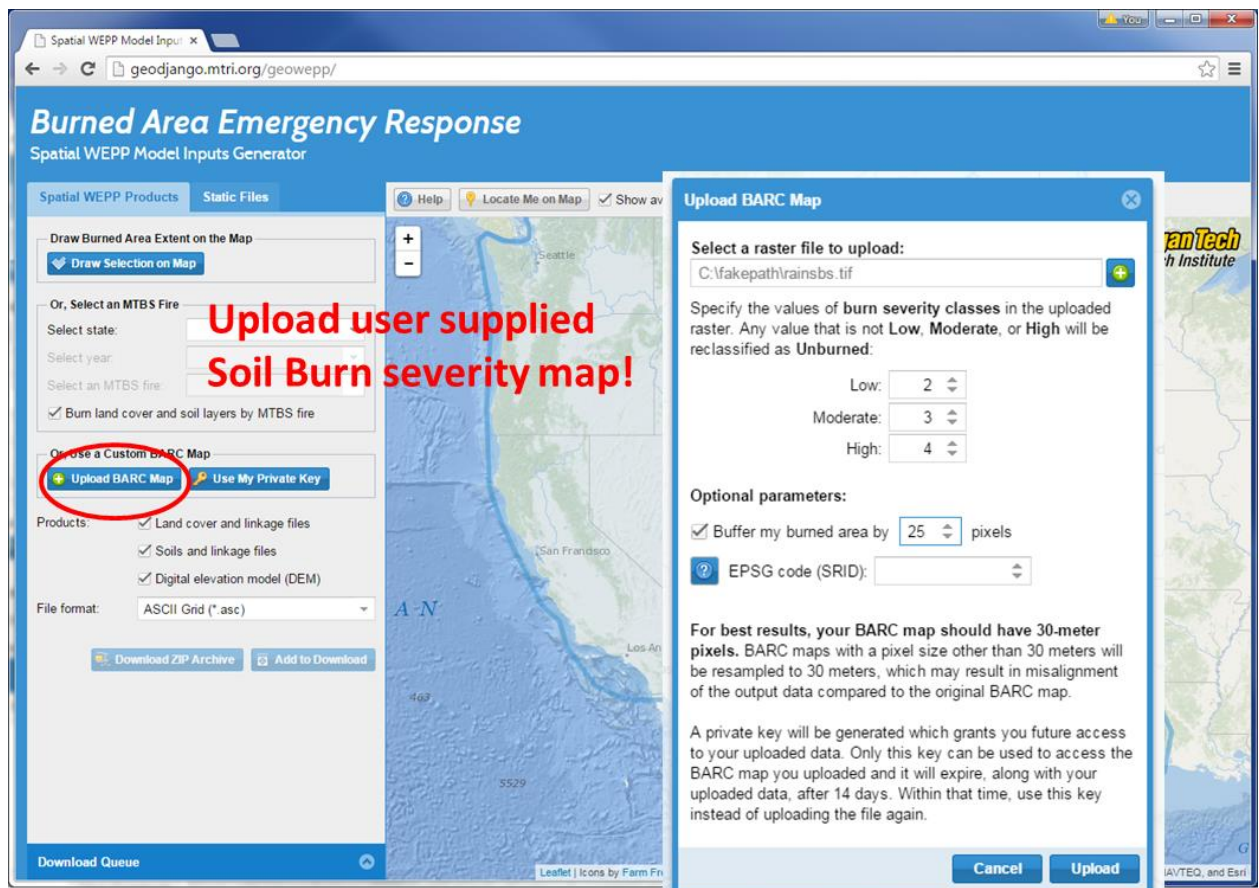 You
Spatial WEPP Model Input
geodjango.mtri.org/geowepp/
Burned Area Emergency Response
Spatial WEPP Model Inputs Generator
Spatial WEPP Products
Static Files
Draw Burned Area Extent on the Map
Draw Selection on Map
Or, Select an MTBS Fire
Select state:
Select year:
Select an MTBS fire:
Burn land cover and soil layers by MTBS fire
Or, Use a Custom BARC Map
Upload BARC Map
Use My Private Key
Products:
Land cover and linkage files
Soils and linkage files
Digital elevation model (DEM)
File format:
ASCII Grid (*.asc)
Download ZIP Archive
Add to Download
Download Queue
Help
Locate Me on Map
Show av
+
−
Seattle
San Francisco
Los An
A-N
463
5529
Leaflet | Icons by Farm Fr
Upload user supplied
Soil Burn severity map!
Upload BARC Map
Select a raster file to upload:
C:\fakepath\rainsbs.tif
Specify the values of burn severity classes in the uploaded
raster. Any value that is not Low, Moderate, or High will be
reclassified as Unburned:
Low: 2
Moderate: 3
High: 4
Optional parameters:
Buffer my burned area by 25 pixels
? EPSG code (SRID):
For best results, your BARC map should have 30-meter
pixels. BARC maps with a pixel size other than 30 meters will
be resampled to 30 meters, which may result in misalignment
of the output data compared to the original BARC map.
A private key will be generated which grants you future access
to your uploaded data. Only this key can be used to access the
BARC map you uploaded and it will expire, along with your
uploaded data, after 14 days. Within that time, use this key
instead of uploading the file again.
Cancel
Upload
an Tech
h Institute
G
AVTEQ, and Esri